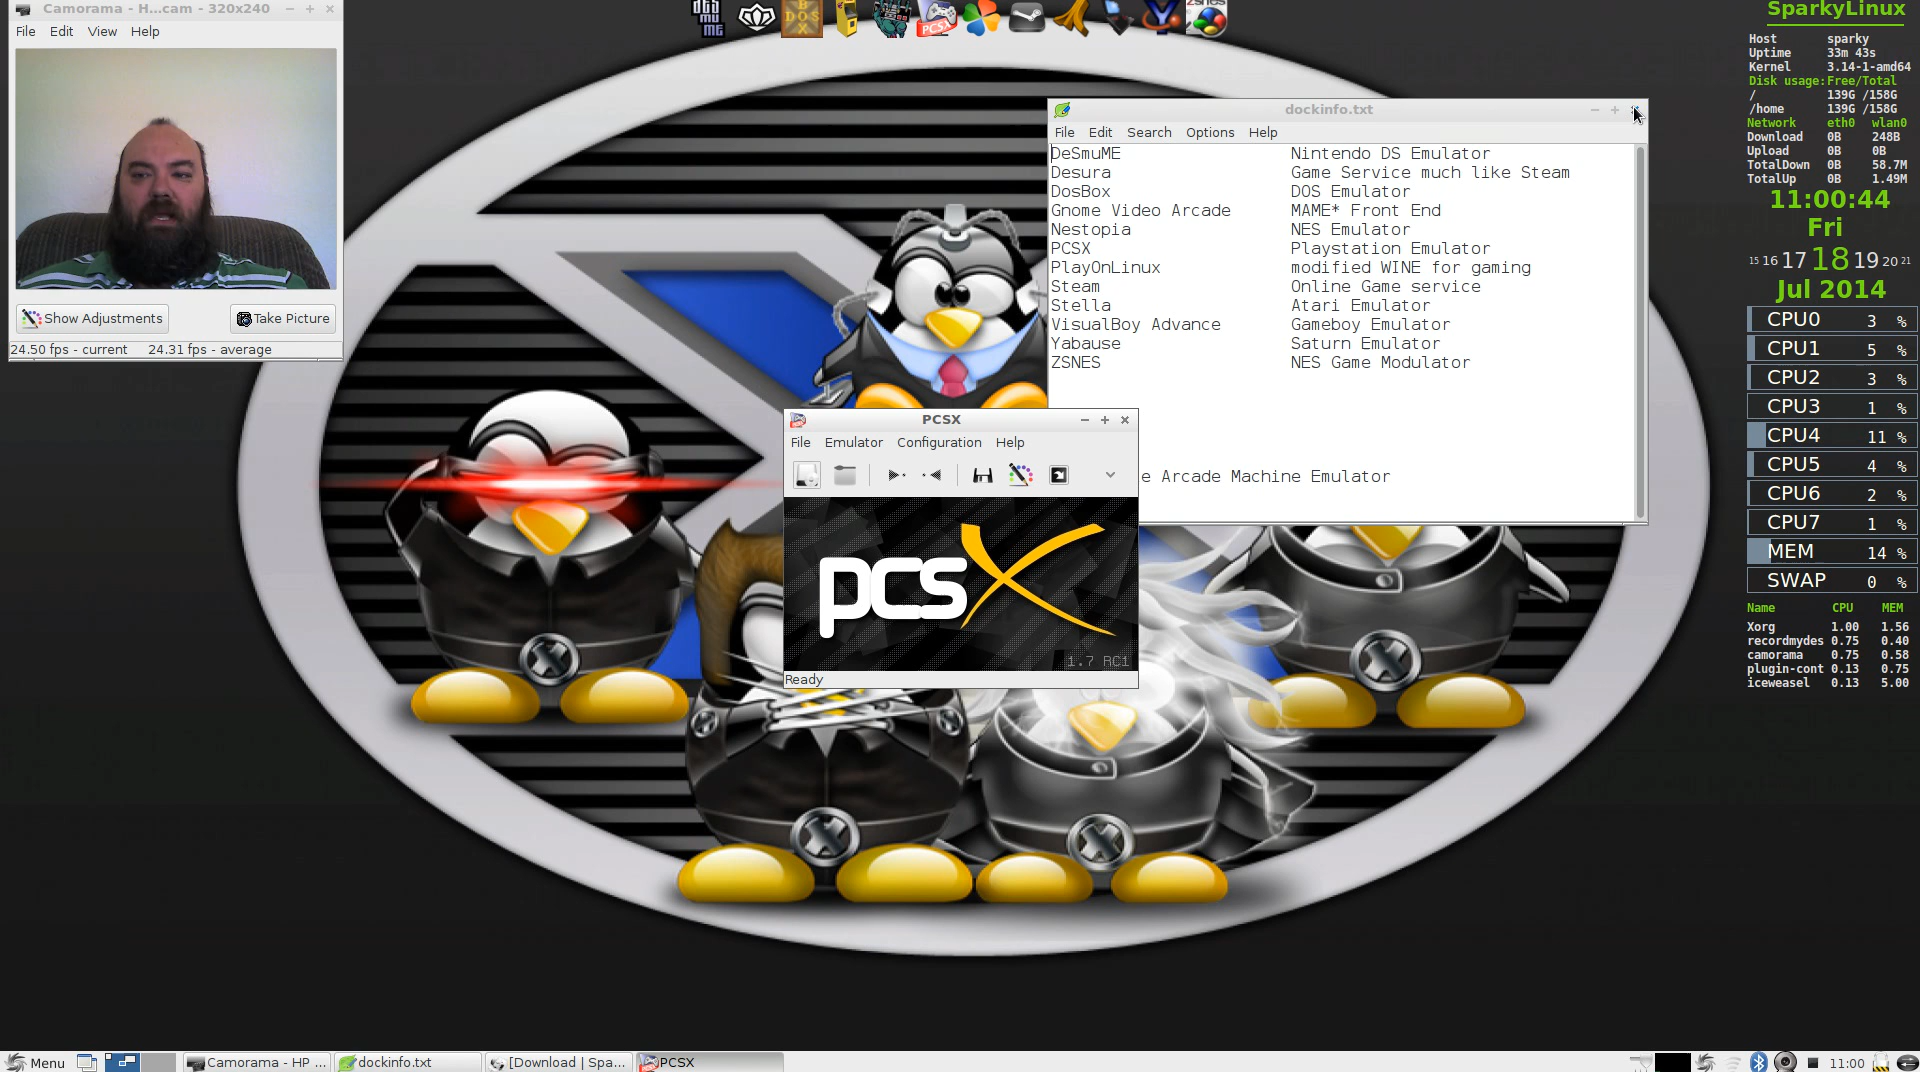 Camorama - H...cam - 320x240
File Edit View Help
Show Adjustments
Take Picture
24.50 fps - current 24.31 fps - average
DOS
PCSX
dockinfo.txt
File Edit Search Options Help
DeSmuME Nintendo DS Emulator
Desura Game Service much like Steam
DosBox DOS Emulator
Gnome Video Arcade MAME* Front End
Nestopia NES Emulator
PCSX Playstation Emulator
PlayOnLinux modified WINE for gaming
Steam Online Game service
Stella Atari Emulator
VisualBoy Advance Gameboy Emulator
Yabause Saturn Emulator
ZSNES NES Game Modulator
e Arcade Machine Emulator
PCSX
File Emulator Configuration Help
pcsx
1.7 RC1
Ready
SparkyLinux
Host sparky
Uptime 33m 43s
Kernel 3.14-1-amd64
Disk usage:Free/Total
/ 139G /158G
/home 139G /158G
Network eth0 wlan0
Download 0B 248B
Upload 0B 0B
TotalDown 0B 58.7M
TotalUp 0B 1.49M
11:00:44
Fri
15 16 17 18 19 20 21
Jul 2014
CPU0 3 %
CPU1 5 %
CPU2 3 %
CPU3 1 %
CPU4 11 %
CPU5 4 %
CPU6 2 %
CPU7 1 %
MEM 14 %
SWAP 0 %
Name CPU MEM
Xorg 1.00 1.56
recordmydes 0.75 0.40
camorama 0.75 0.58
plugin-cont 0.13 0.75
iceweasel 0.13 5.00
Menu
Camorama - HP ...
dockinfo.txt
[Download | Spa...
PCSX
11:00